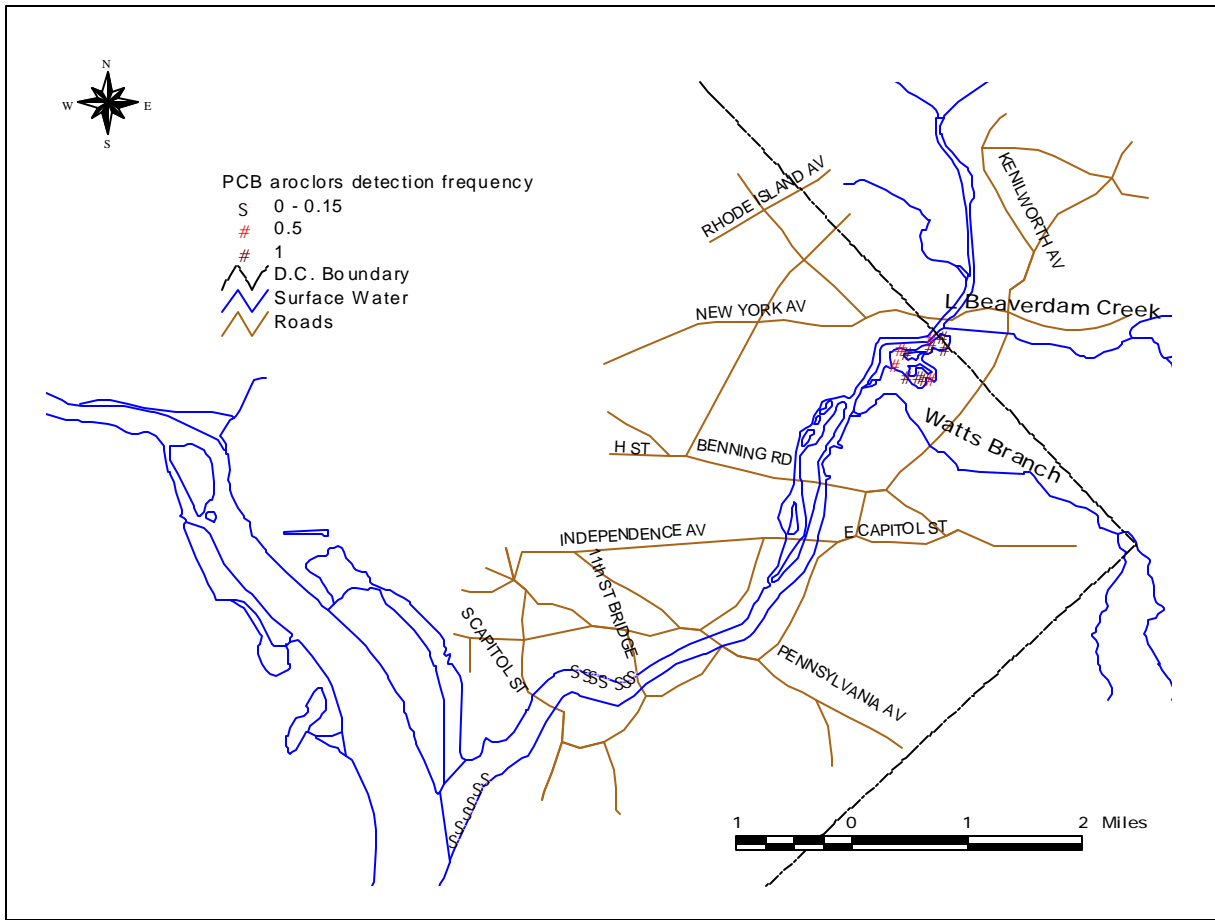 N
W E
S
PCB aroclors detection frequency
S 0 - 0.15
# 0.5
# 1
D.C. Boundary
Surface Water
Roads
RHODE ISLAND AV
KENILWORTH AV
NEW YORK AV
L Beaverdam Creek
# # # # # # # # # # # #
H ST
BENNING RD
Watts Branch
INDEPENDENCE AV
E CAPITOL ST
11th ST BRIDGE
S CAPITOL ST
PENNSYLVANIA AV
S S S S S S
S S S S S S
1 0 1 2 Miles